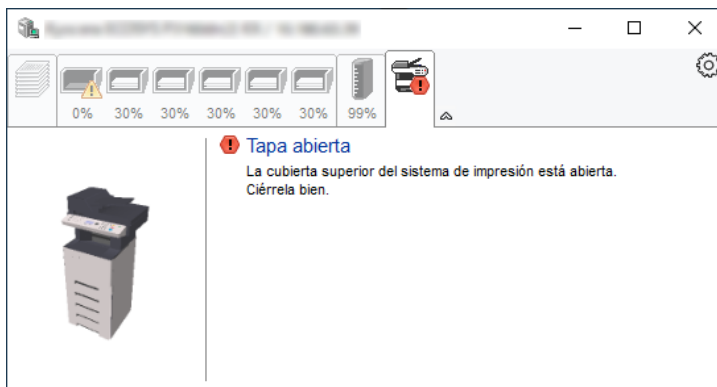 0% 30% 30% 30% 30% 30% 99%
Tapa abierta
La cubierta superior del sistema de impresión está abierta.
Ciérrela bien.